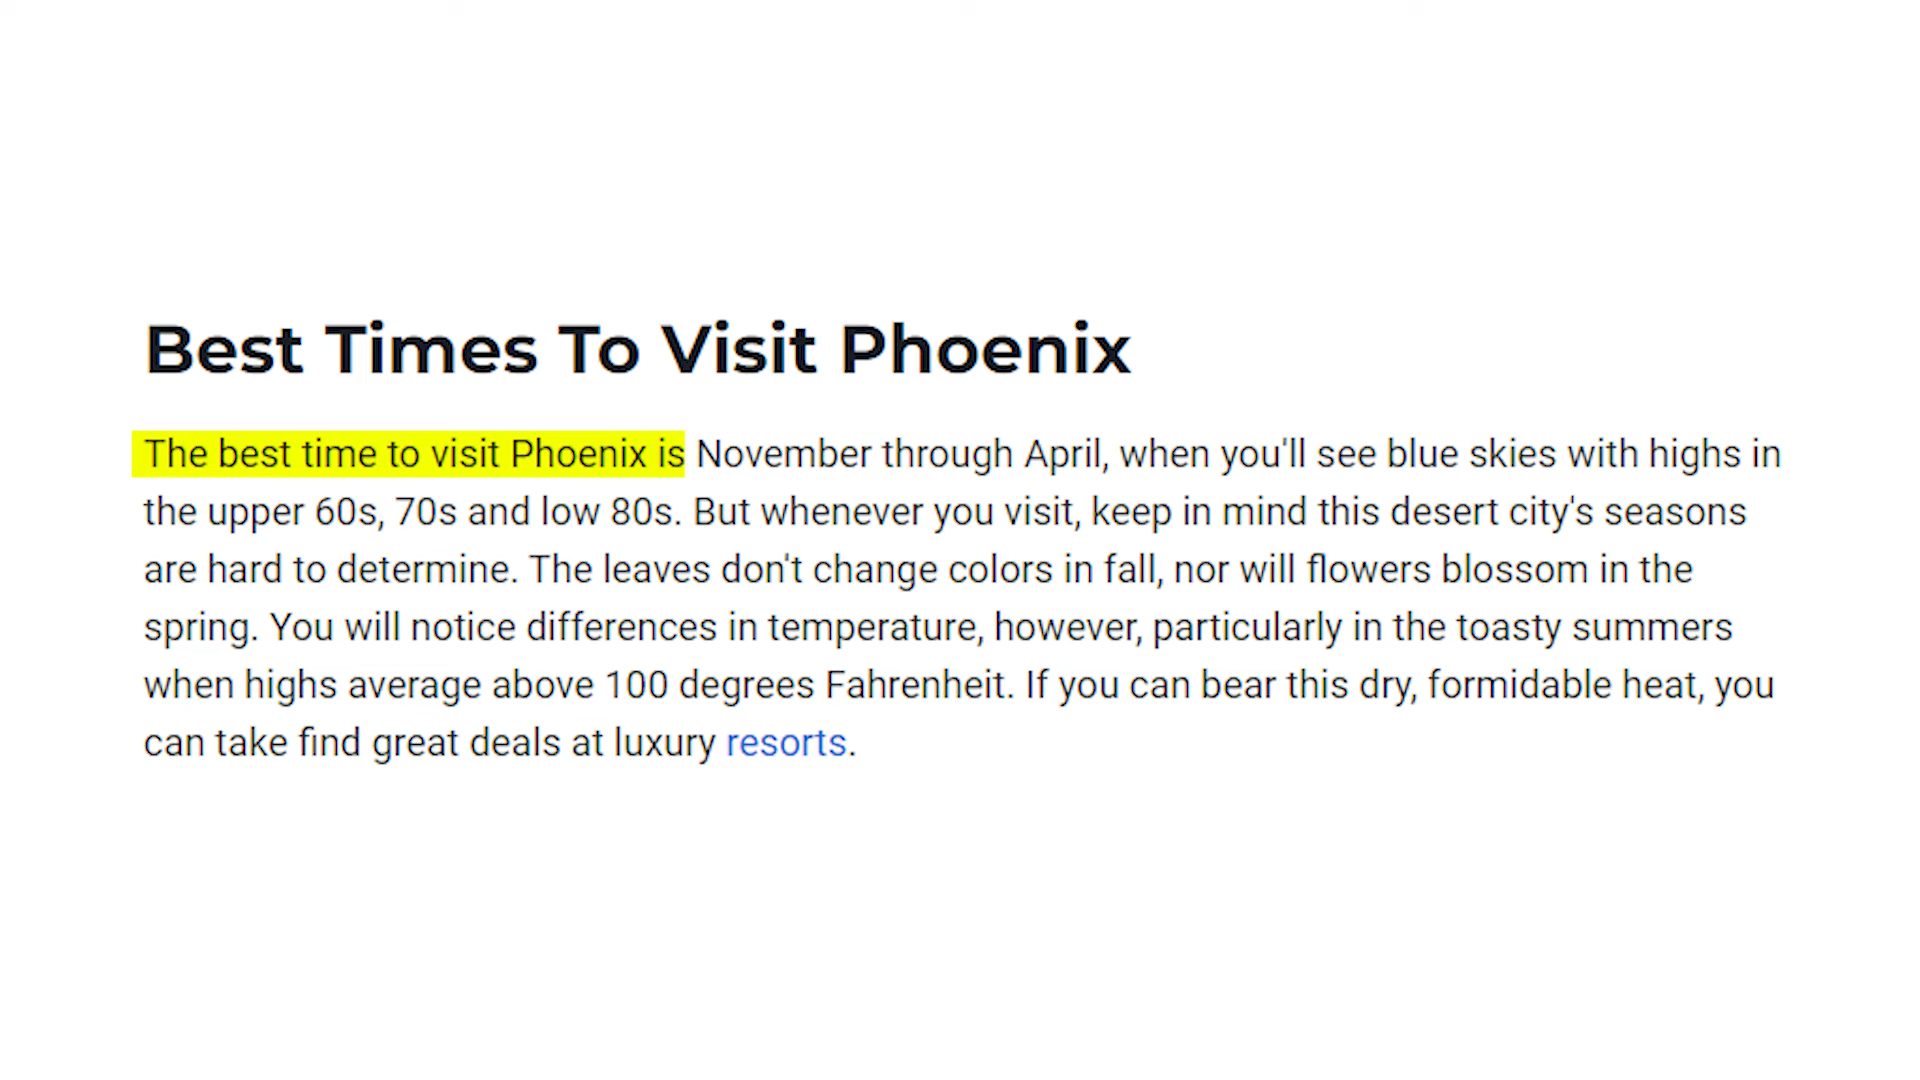 Best Times To Visit Phoenix
The best time to visit Phoenix is November through April, when you'll see blue skies with highs in
the upper 60s, 70s and low 80s. But whenever you visit, keep in mind this desert city's seasons
are hard to determine. The leaves don't change colors in fall, nor will flowers blossom in the
spring. You will notice differences in temperature, however, particularly in the toasty summers
when highs average above 100 degrees Fahrenheit. If you can bear this dry, formidable heat, you
can take find great deals at luxury resorts.